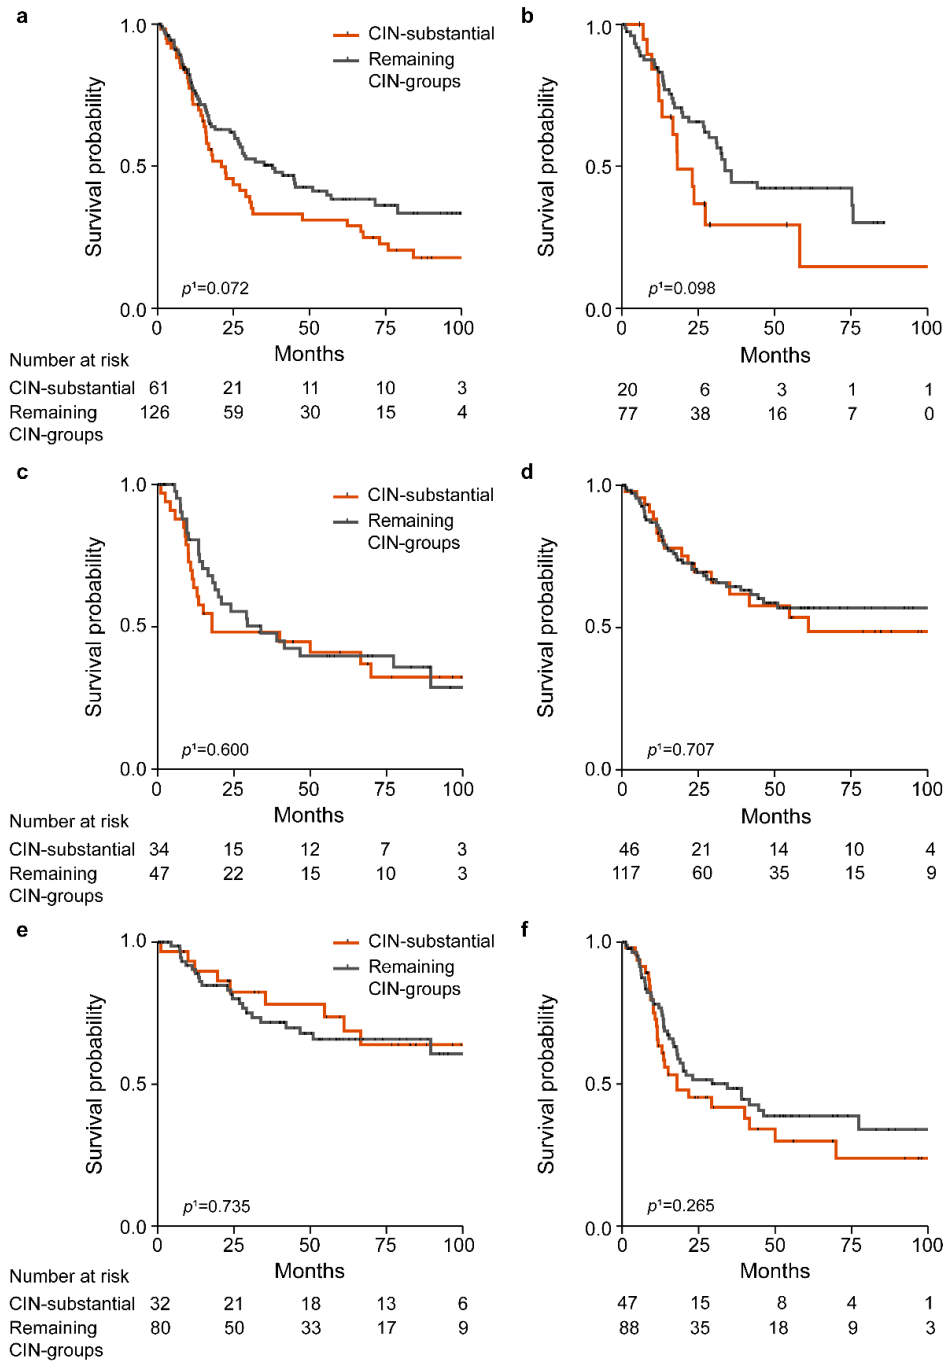 a
1.0
0.5
0.0
Survival probability
CIN-substantial
Remaining
CIN-groups
p¹=0.072
0 25 50 75 100
Months
Number at risk
CIN-substantial 61 21 11 10 3
Remaining 126 59 30 15 4
CIN-groups
b
1.0
0.5
0.0
Survival probability
p¹=0.098
0 25 50 75 100
Months
20 6 3 1 1
77 38 16 7 0
c
1.0
0.5
0.0
Survival probability
CIN-substantial
Remaining
CIN-groups
p¹=0.600
0 25 50 75 100
Months
Number at risk
CIN-substantial 34 15 12 7 3
Remaining 47 22 15 10 3
CIN-groups
d
1.0
0.5
0.0
Survival probability
p¹=0.707
0 25 50 75 100
Months
46 21 14 10 4
117 60 35 15 9
e
1.0
0.5
0.0
Survival probability
CIN-substantial
Remaining
CIN-groups
p¹=0.735
0 25 50 75 100
Months
Number at risk
CIN-substantial 32 21 18 13 6
Remaining 80 50 33 17 9
CIN-groups
f
1.0
0.5
0.0
Survival probability
p¹=0.265
0 25 50 75 100
Months
47 15 8 4 1
88 35 18 9 3